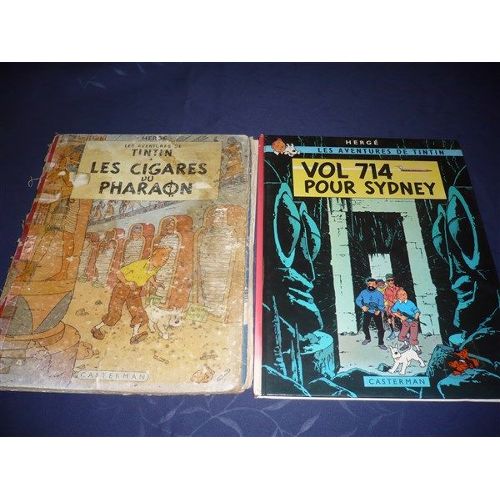 HERGÉ
LES AVENTURES DE
TINTIN
LES CIGARES
DU
PHARAON
CASTERMAN
HERGÉ
LES AVENTURES DE TINTIN
VOL 714
POUR SYDNEY
CASTERMAN